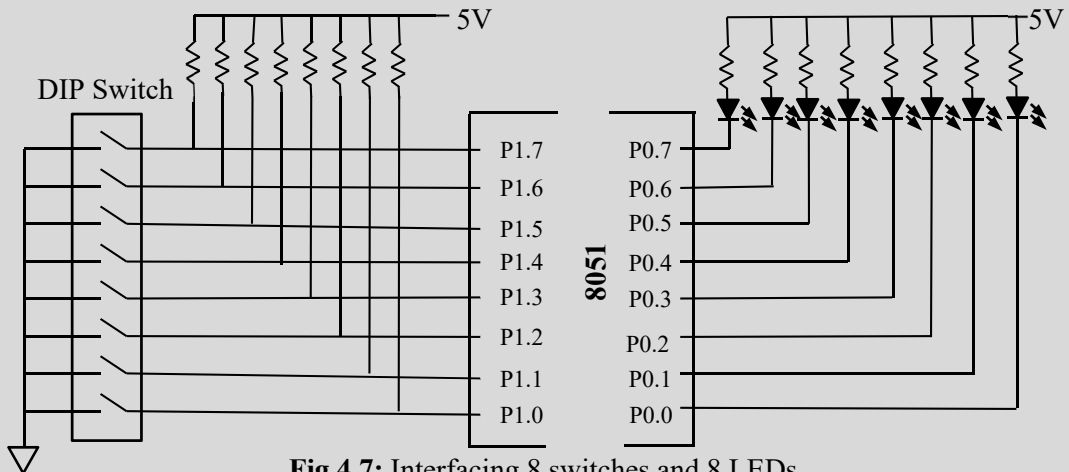 5V
5V
DIP Switch
P1.7
P1.6
P1.5
P1.4
P1.3
P1.2
P1.1
P1.0
8051
P0.7
P0.6
P0.5
P0.4
P0.3
P0.2
P0.1
P0.0
Fig 4.7: Interfacing 8 switches and 8 LEDs